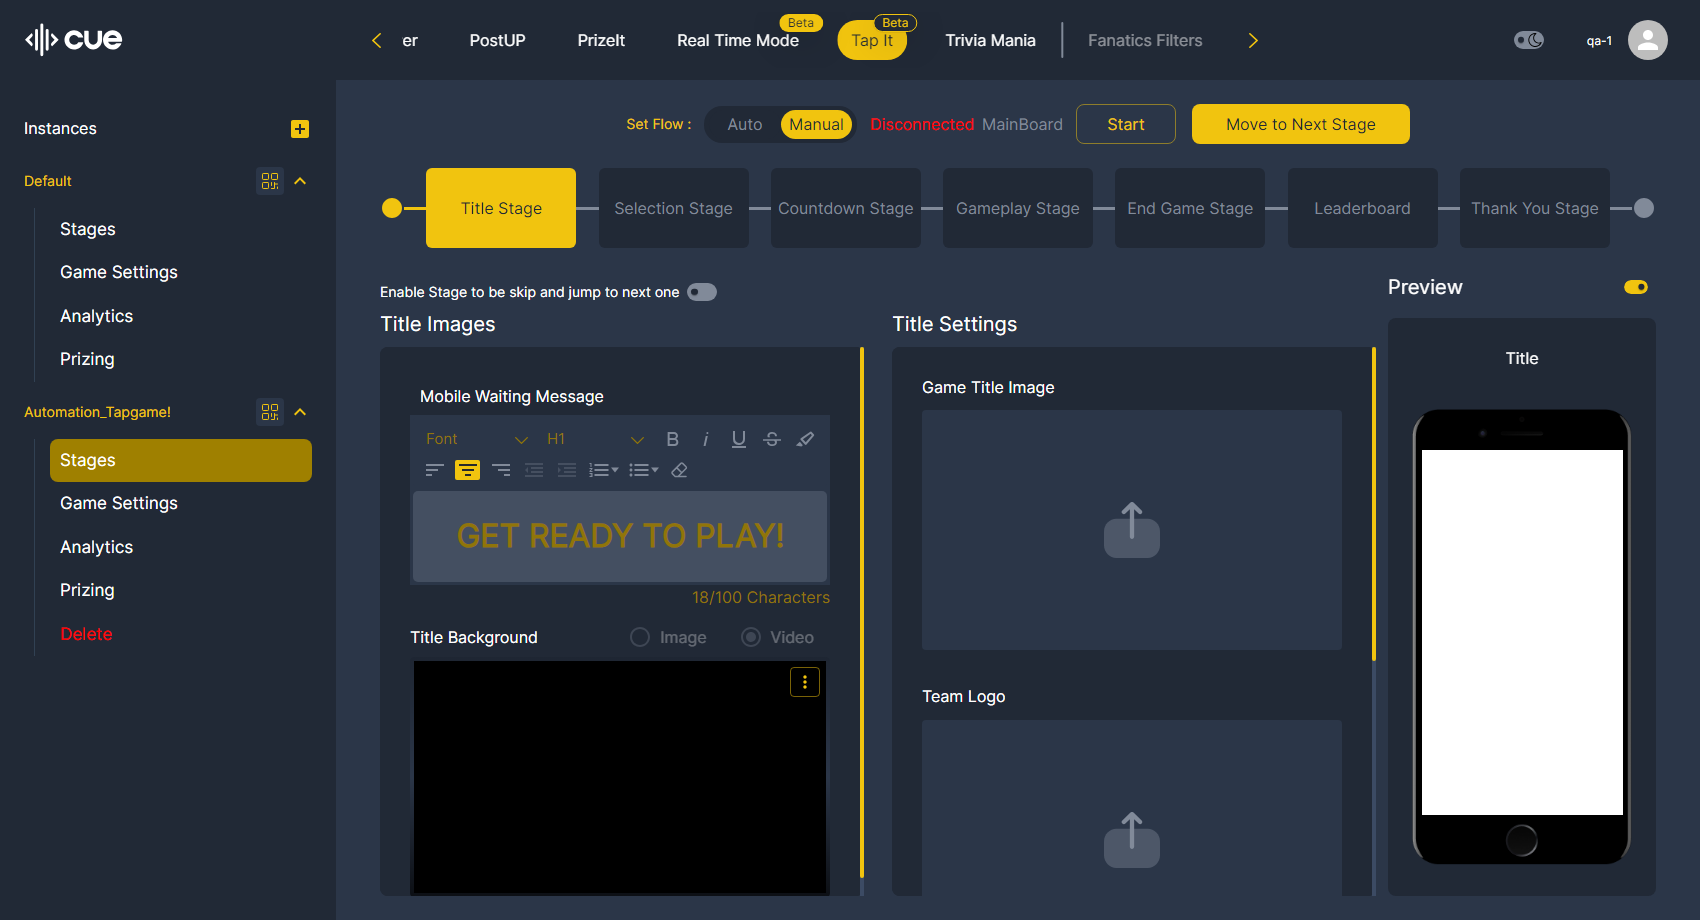 cue
er
PostUP
PrizeIt
Real Time Mode
Beta
Tap It
Beta
Trivia Mania
Fanatics Filters
qa-1
Instances
Default
Stages
Game Settings
Analytics
Prizing
Automation_Tapgame!
Stages
Game Settings
Analytics
Prizing
Delete
Set Flow :
Auto
Manual
Disconnected MainBoard
Start
Move to Next Stage
Title Stage
Selection Stage
Countdown Stage
Gameplay Stage
End Game Stage
Leaderboard
Thank You Stage
Enable Stage to be skip and jump to next one
Title Images
Mobile Waiting Message
Font
H1
B
i
U
S
GET READY TO PLAY!
18/100 Characters
Title Background
Image
Video
Title Settings
Game Title Image
Team Logo
Preview
Title